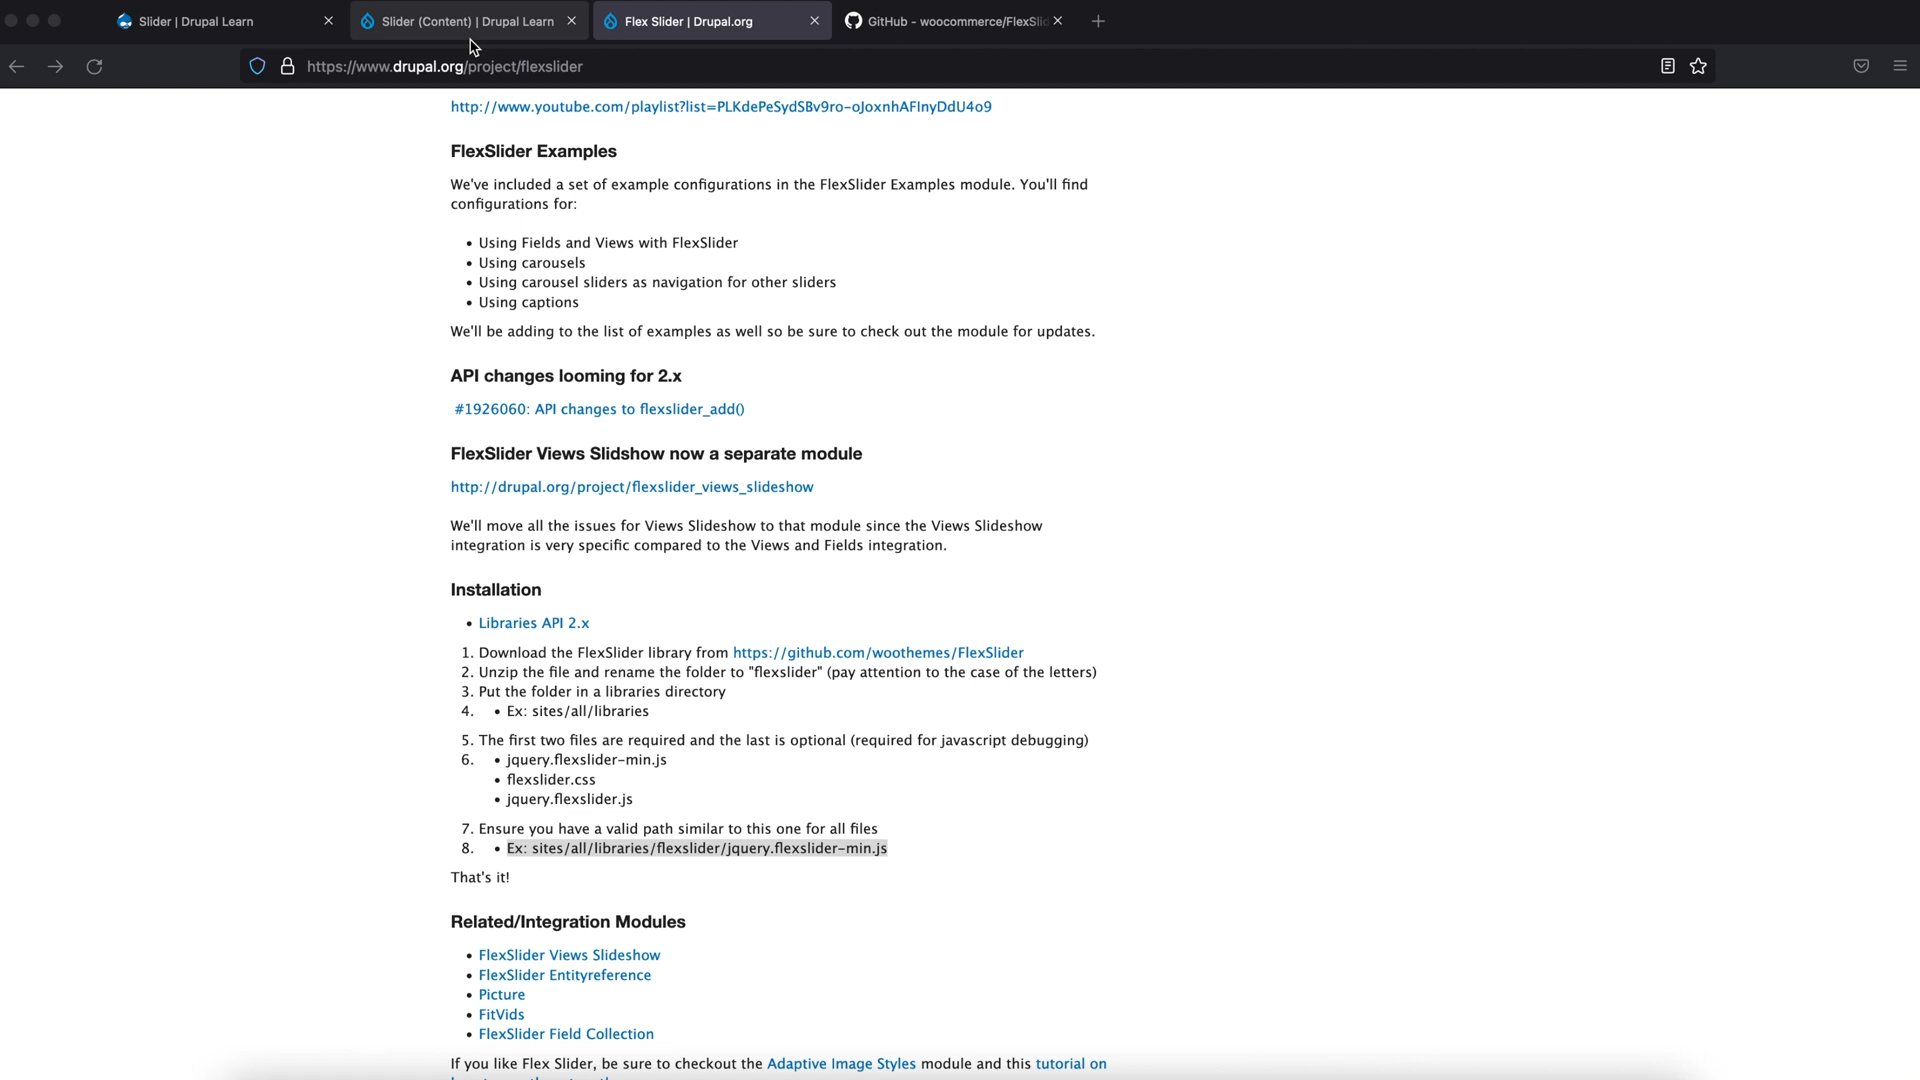 Slider | Drupal Learn
Slider (Content) | Drupal Learn
Flex Slider | Drupal.org
GitHub - woocommerce/FlexSlid
https://www.drupal.org/project/flexslider
http://www.youtube.com/playlist?list=PLKdePeSydSBv9ro-oJoxnhAFInyDdU4o9
FlexSlider Examples
We've included a set of example configurations in the FlexSlider Examples module. You'll find
configurations for:
• Using Fields and Views with FlexSlider
• Using carousels
• Using carousel sliders as navigation for other sliders
• Using captions
We'll be adding to the list of examples as well so be sure to check out the module for updates.
API changes looming for 2.x
#1926060: API changes to flexslider_add()
FlexSlider Views Slidshow now a separate module
http://drupal.org/project/flexslider_views_slideshow
We'll move all the issues for Views Slideshow to that module since the Views Slideshow
integration is very specific compared to the Views and Fields integration.
Installation
• Libraries API 2.x
1. Download the FlexSlider library from https://github.com/woothemes/FlexSlider
2. Unzip the file and rename the folder to "flexslider" (pay attention to the case of the letters)
3. Put the folder in a libraries directory
4. • Ex: sites/all/libraries
5. The first two files are required and the last is optional (required for javascript debugging)
6. • jquery.flexslider-min.js
• flexslider.css
• jquery.flexslider.js
7. Ensure you have a valid path similar to this one for all files
8. • Ex: sites/all/libraries/flexslider/jquery.flexslider-min.js
That's it!
Related/Integration Modules
• FlexSlider Views Slideshow
• FlexSlider Entityreference
• Picture
• FitVids
• FlexSlider Field Collection
If you like Flex Slider, be sure to checkout the Adaptive Image Styles module and this tutorial on